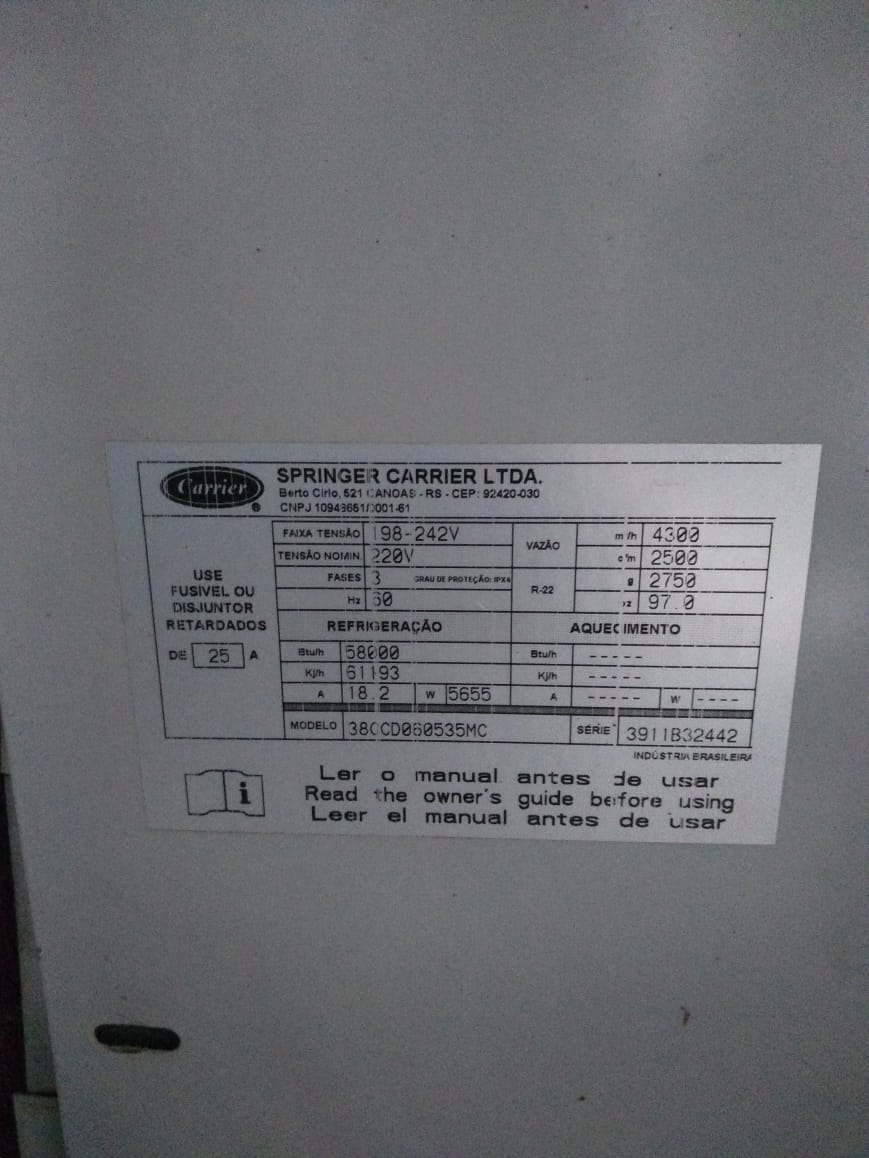 Carrier ®
SPRINGER CARRIER LTDA.
Berto Cirio, 521 CANOAS - RS - CEP: 92420-030
CNPJ 10948651/0001-61
USE
FUSIVEL OU
DISJUNTOR
RETARDADOS
DE 25 A
FAIXA TENSÃO 198-242V
TENSÃO NOMIN. 220V
FASES 3 GRAU DE PROTEÇÃO: IPX4
Hz 60
VAZÃO m³/h 4300
cfm 2500
R-22 g 2750
oz 97.0
REFRIGERAÇÃO
Btu/h 58000
Kj/h 61193
A 18.2 W 5655
AQUECIMENTO
Btu/h -----
Kj/h -----
A ----- W ----
MODELO 38CCD060535MC
SÉRIE 3911B32442
INDÚSTRIA BRASILEIRA
i
Ler o manual antes de usar
Read the owner's guide before using
Leer el manual antes de usar